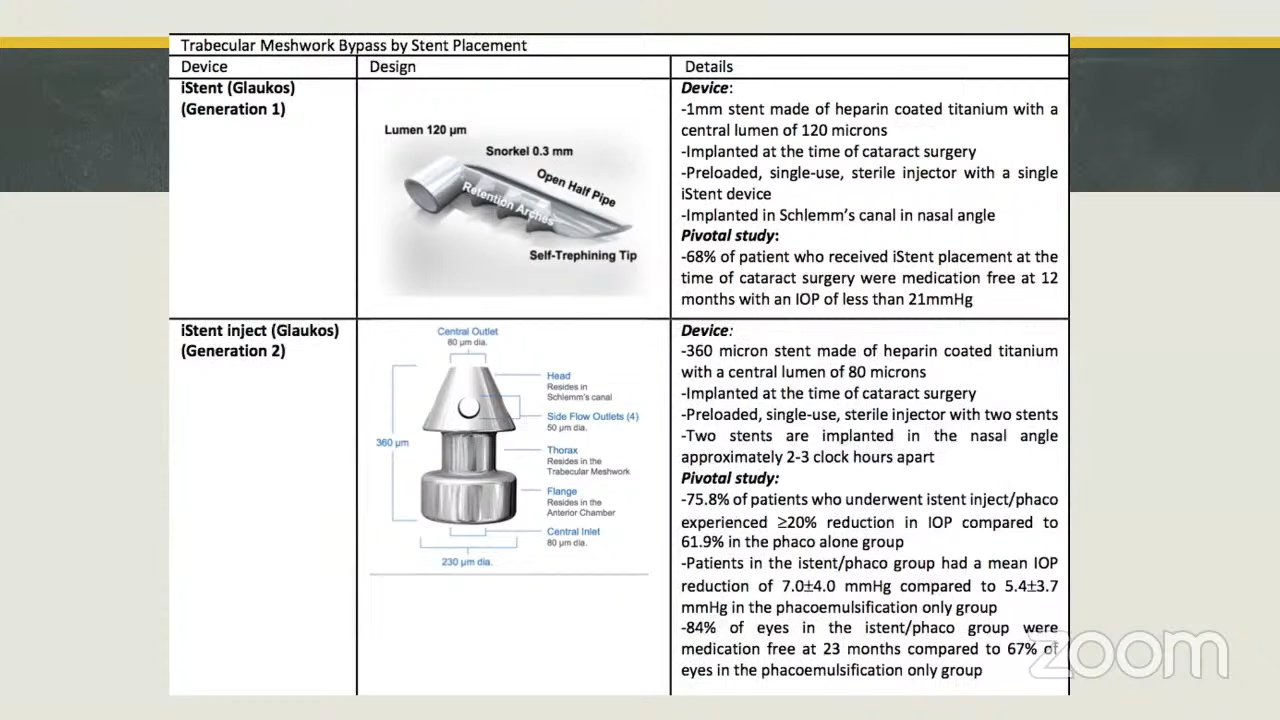 Trabecular Meshwork Bypass by Stent Placement
Device
Design
Details
iStent (Glaukos)
(Generation 1)
Lumen 120 µm
Snorkel 0.3 mm
Open Half Pipe
Retention Arches
Self-Trephining Tip
Device:
-1mm stent made of heparin coated titanium with a
central lumen of 120 microns
-Implanted at the time of cataract surgery
-Preloaded, single-use, sterile injector with a single
iStent device
-Implanted in Schlemm's canal in nasal angle
Pivotal study:
-68% of patient who received iStent placement at the
time of cataract surgery were medication free at 12
months with an IOP of less than 21mmHg
iStent inject (Glaukos)
(Generation 2)
Central Outlet
80 µm dia.
Head
Resides in
Schlemm's canal
Side Flow Outlets (4)
50 µm dia.
360 µm
Thorax
Resides in the
Trabecular Meshwork
Flange
Resides in the
Anterior Chamber
Central Inlet
80 µm dia.
230 µm dia.
Device:
-360 micron stent made of heparin coated titanium
with a central lumen of 80 microns
-Implanted at the time of cataract surgery
-Preloaded, single-use, sterile injector with two stents
-Two stents are implanted in the nasal angle
approximately 2-3 clock hours apart
Pivotal study:
-75.8% of patients who underwent istent inject/phaco
experienced ≥20% reduction in IOP compared to
61.9% in the phaco alone group
-Patients in the istent/phaco group had a mean IOP
reduction of 7.0±4.0 mmHg compared to 5.4±3.7
mmHg in the phacoemulsification only group
-84% of eyes in the istent/phaco group were
medication free at 23 months compared to 67% of
eyes in the phacoemulsification only group
zoom